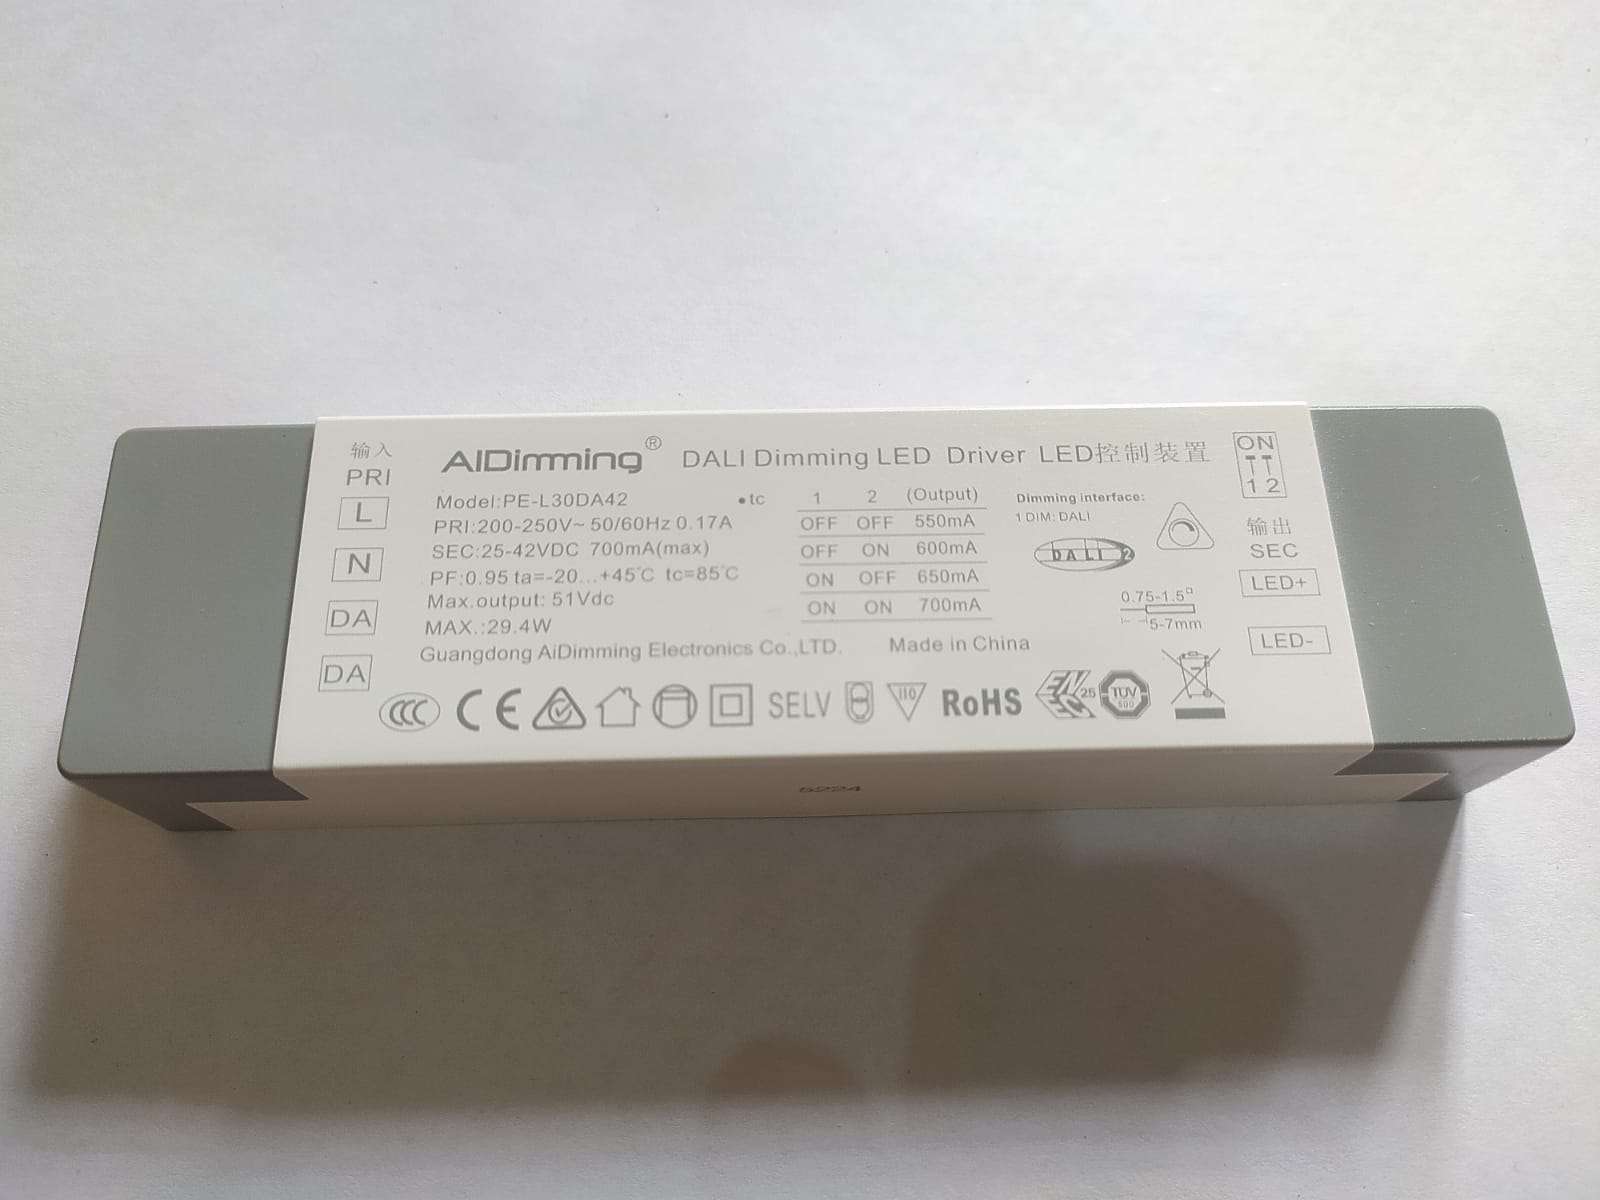 输入
PRI
L
N
DA
DA
AIDimming®
DALI Dimming LED Driver LED控制装置
Model:PE-L30DA42
•tc
PRI:200-250V~ 50/60Hz 0.17A
SEC:25-42VDC 700mA(max)
PF:0.95 ta=-20...+45℃ tc=85℃
Max.output: 51Vdc
MAX.:29.4W
Guangdong AiDimming Electronics Co.,LTD. Made in China
1 2 (Output)
OFF OFF 550mA
OFF ON 600mA
ON OFF 650mA
ON ON 700mA
Dimming interface:
1 DIM: DALI
DALI 2
0.75-1.5
5-7mm
ON
1 2
输出
SEC
LED+
LED-
CCC CE SELV 110 RoHS ENEC 25 TÜV
SÜD
5224